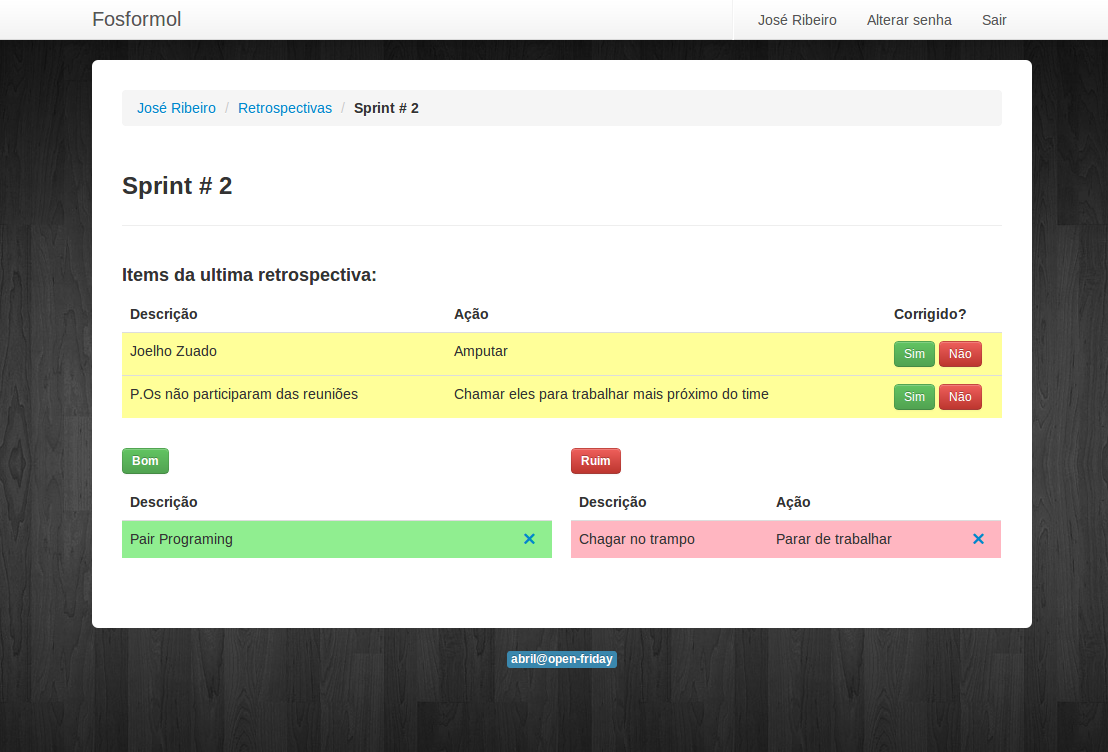 Fosformol José Ribeiro Alterar senha Sair
José Ribeiro / Retrospectivas / Sprint # 2
Sprint # 2
Items da ultima retrospectiva:
Descrição Ação Corrigido?
Joelho Zuado Amputar Sim Não
P.Os não participaram das reuniões Chamar eles para trabalhar mais próximo do time Sim Não
Bom Ruim
Descrição Descrição Ação
Pair Programing × Chagar no trampo Parar de trabalhar ×
abril@open-friday